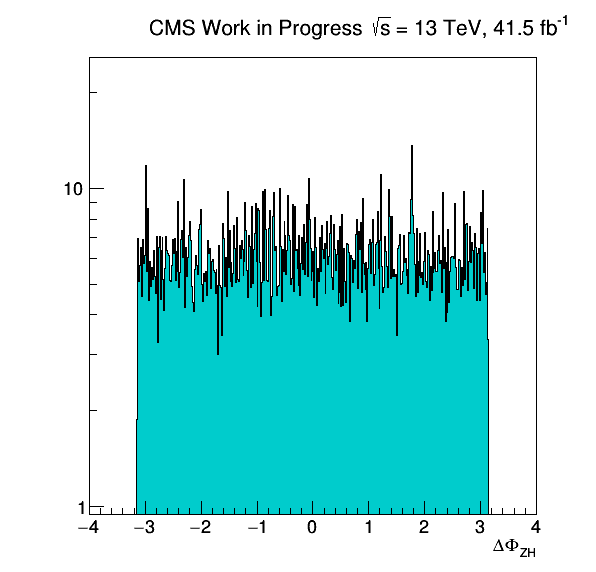 CMS Work in Progress √s = 13 TeV, 41.5 fb⁻¹
10
1
−4 −3 −2 −1 0 1 2 3 4
ΔΦ_ZH